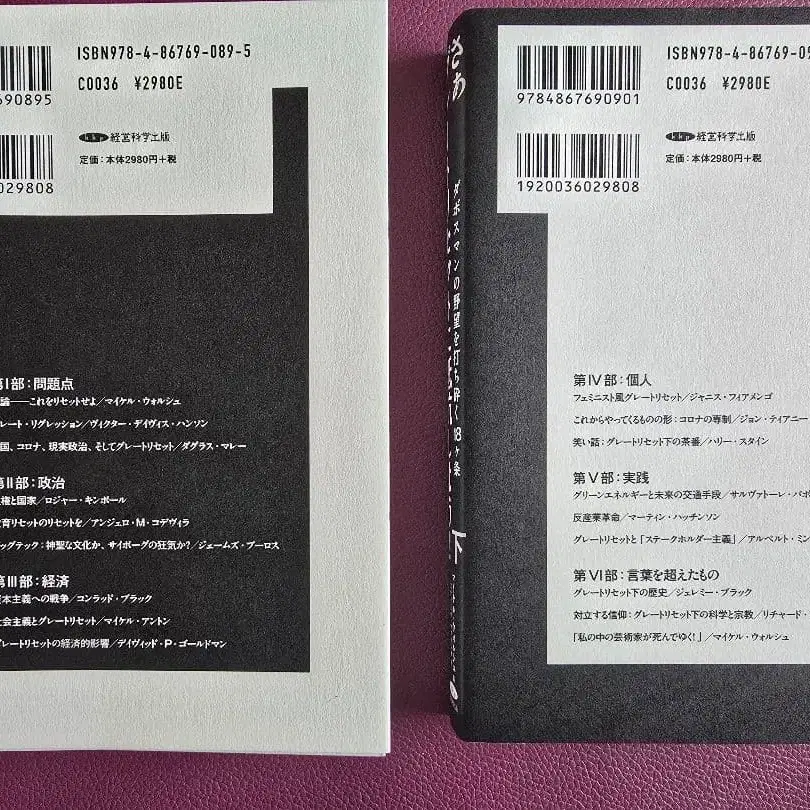 ISBN978-4-86769-089-5
C0036 ¥2980E
690895
経営科学出版
定価：本体2980円+税
029808
第Ⅰ部：問題点
論――これをリセットせよ／マイケル・ウォルシュ
レート・リグレッション／ヴィクター・デイヴィス・ハンソン
国、コロナ、現実政治、そしてグレートリセット／ダグラス・マレー
第Ⅱ部：政治
権と国家／ロジャー・キンボール
育リセットのリセットを／アンジェロ・M・コデヴィラ
ッグテック：神聖な文化か、サイボーグの狂気か?／ジェームズ・プーロス
第Ⅲ部：経済
資本主義への戦争／コンラッド・ブラック
社会主義とグレートリセット／マイケル・アントン
グレートリセットの経済的影響／デイヴィッド・P・ゴールドマン
さあ
ダボスマンの野望を打ち砕く18ヶ条
下
ISBN978-4-86769-09
9784867690901
C0036 ¥2980E
経営科学出版
定価：本体2980円+税
1920036029808
第Ⅳ部：個人
フェミニスト風グレートリセット／ジャニス・フィアメンゴ
これからやってくるものの形：コロナの専制／ジョン・ティアニー
笑い話：グレートリセット下の茶番／ハリー・スタイン
第Ⅴ部：実践
グリーンエネルギーと未来の交通手段／サルヴァトーレ・バボ
反産業革命／マーティン・ハッチンソン
グレートリセットと「ステークホルダー主義」／アルベルト・ミン
第Ⅵ部：言葉を超えたもの
グレートリセット下の歴史／ジェレミー・ブラック
対立する信仰：グレートリセット下の科学と宗教／リチャード・
「私の中の芸術家が死んでゆく!」／マイケル・ウォルシュ